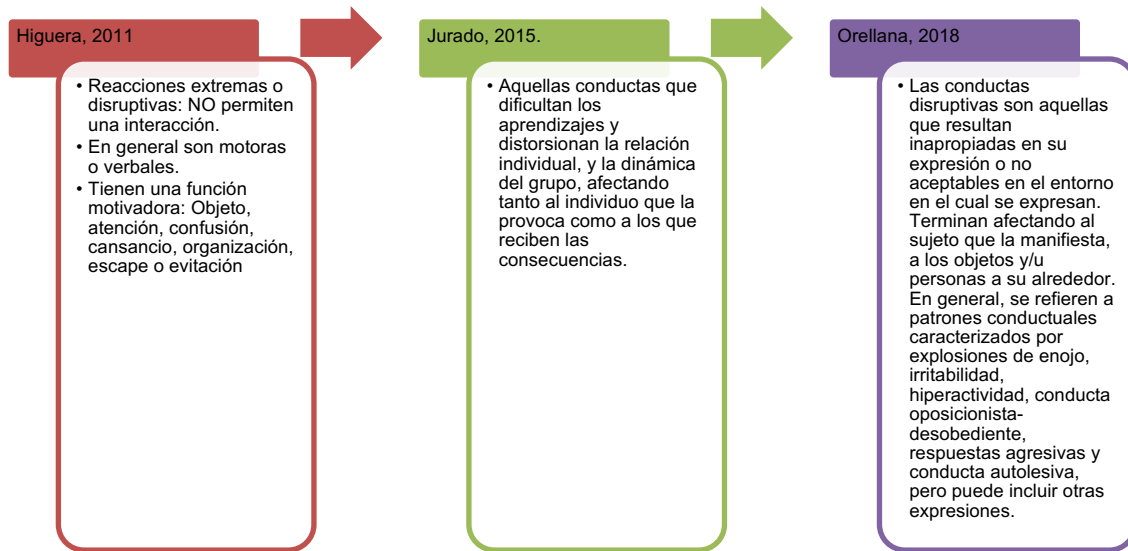 Higuera, 2011
• Reacciones extremas o
disruptivas: NO permiten
una interacción.
• En general son motoras
o verbales.
• Tienen una función
motivadora: Objeto,
atención, confusión,
cansancio, organización,
escape o evitación
Jurado, 2015.
• Aquellas conductas que
dificultan los
aprendizajes y
distorsionan la relación
individual, y la dinámica
del grupo, afectando
tanto al individuo que la
provoca como a los que
reciben las
consecuencias.
Orellana, 2018
• Las conductas
disruptivas son aquellas
que resultan
inapropiadas en su
expresión o no
aceptables en el entorno
en el cual se expresan.
Terminan afectando al
sujeto que la manifiesta,
a los objetos y/u
personas a su alrededor.
En general, se refieren a
patrones conductuales
caracterizados por
explosiones de enojo,
irritabilidad,
hiperactividad, conducta
oposicionista-
desobediente,
respuestas agresivas y
conducta autolesiva,
pero puede incluir otras
expresiones.